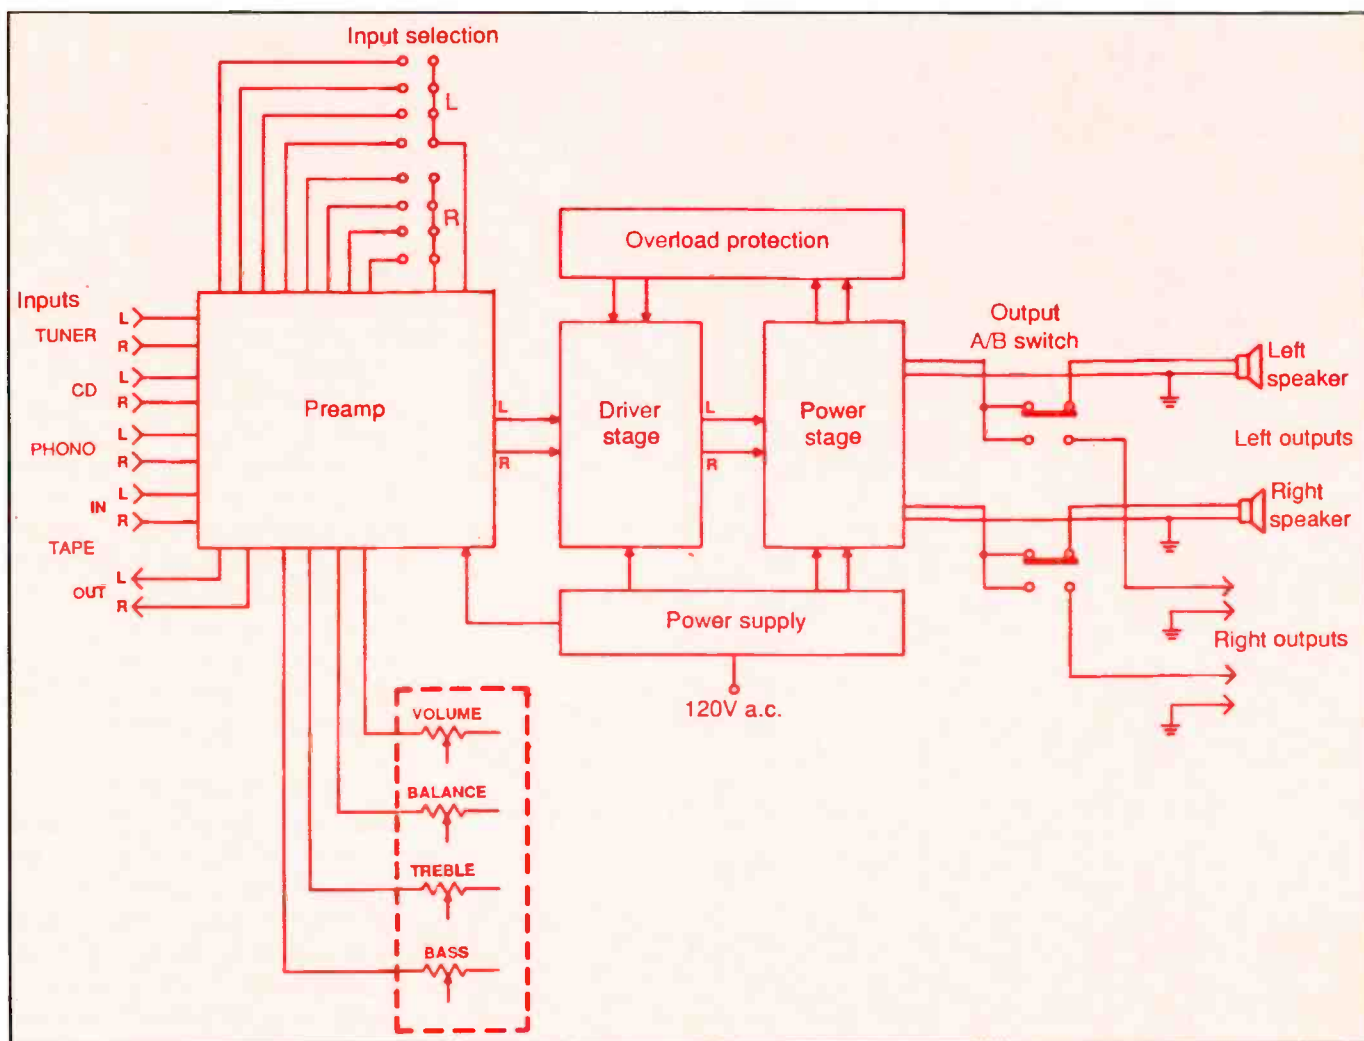 Input selection
L
R
Overload protection
Inputs
L
TUNER
R
L
CD
R
L
PHONO
R
L
IN
R
TAPE
L
OUT
R
Preamp
L
R
Driver
stage
L
R
Power
stage
Output
A/B switch
Left
speaker
Left outputs
Right
speaker
Right outputs
Power supply
120V a.c.
VOLUME
BALANCE
TREBLE
BASS